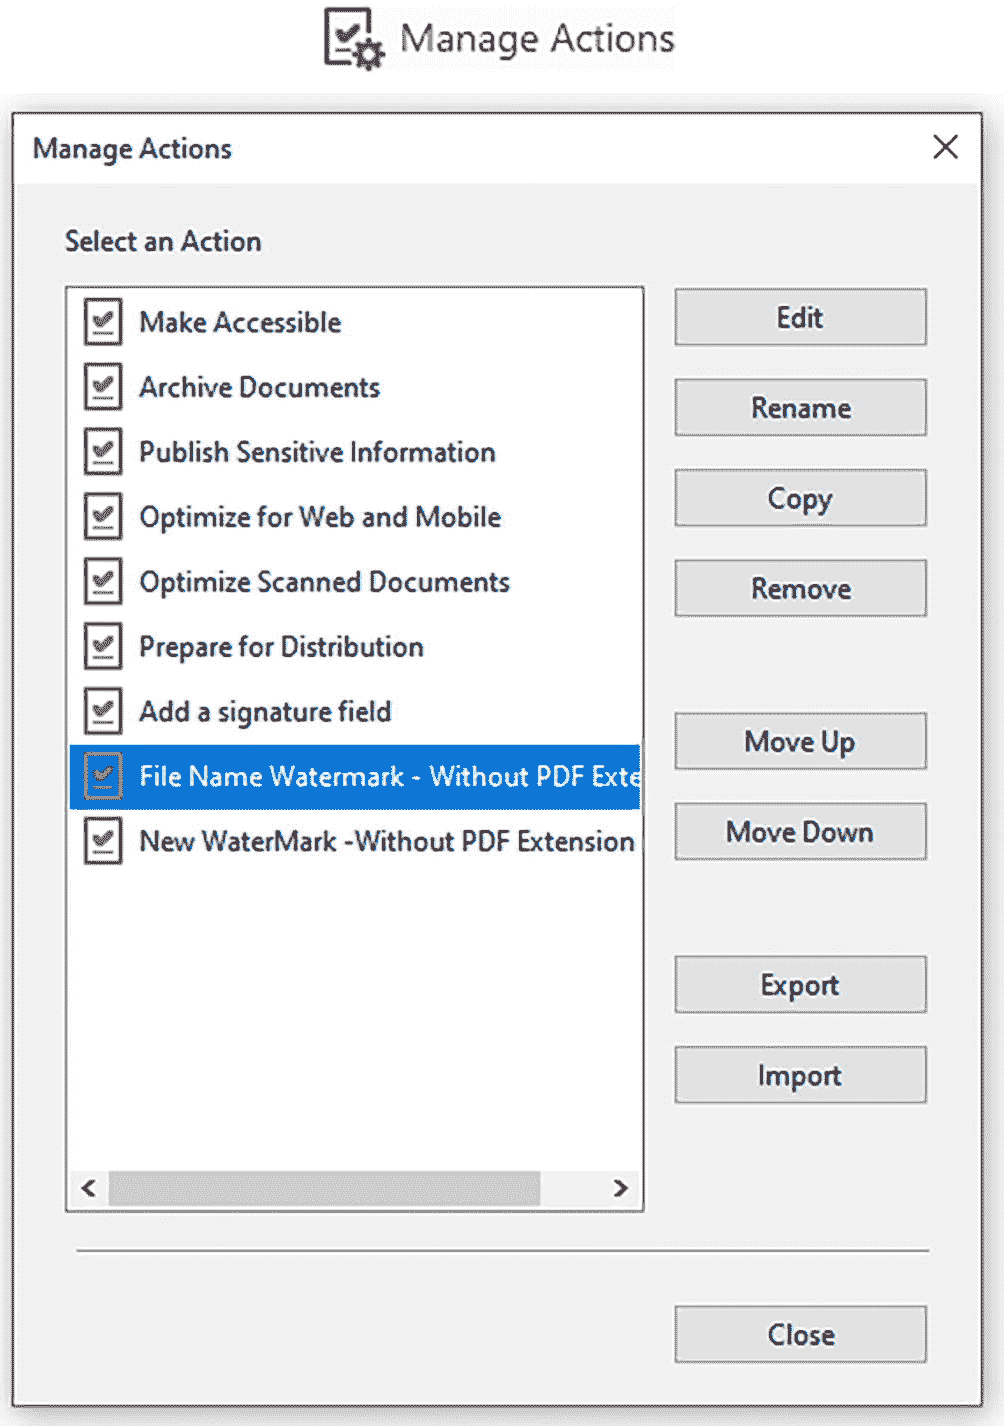 Manage Actions
Manage Actions
Select an Action
Make Accessible
Archive Documents
Publish Sensitive Information
Optimize for Web and Mobile
Optimize Scanned Documents
Prepare for Distribution
Add a signature field
File Name Watermark - Without PDF Exte
New WaterMark -Without PDF Extension
Edit
Rename
Copy
Remove
Move Up
Move Down
Export
Import
Close